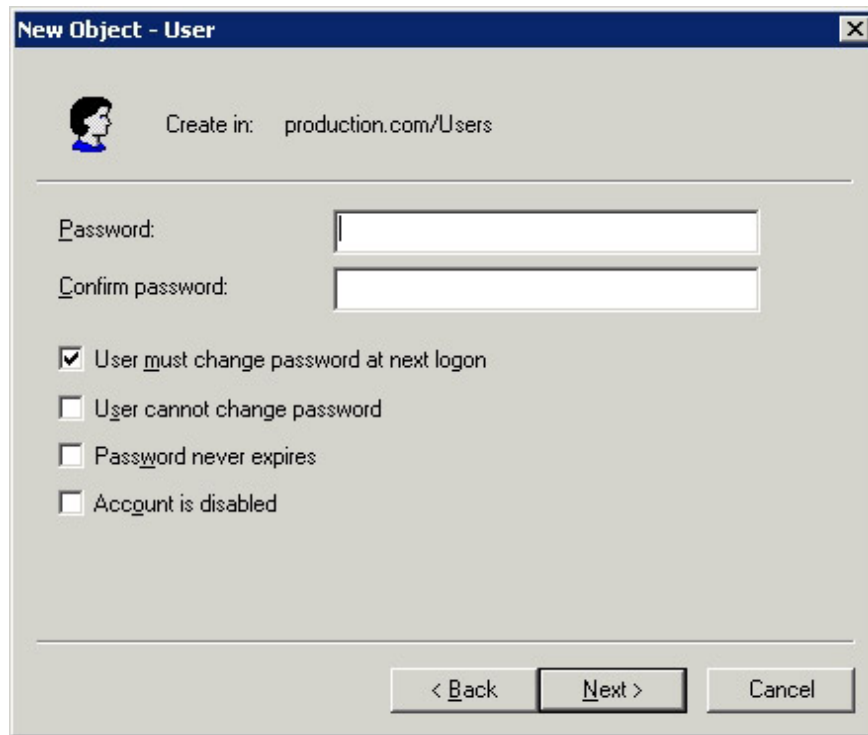 New Object - User
Create in: production.com/Users
Password:
Confirm password:
User must change password at next logon
User cannot change password
Password never expires
Account is disabled
< Back Next > Cancel